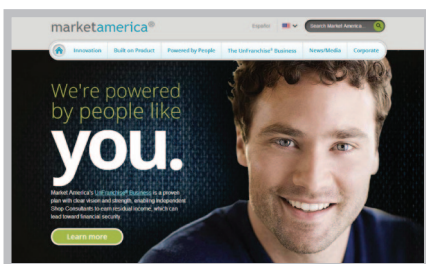 marketamerica®
Español
Search Market America...
Innovation
Built on Product
Powered by People
The UnFranchise® Business
News/Media
Corporate
We're powered
by people like
you.
Market America's UnFranchise® Business is a proven
plan with clear vision and strength, enabling independent
Shop Consultants to earn residual income, which can
lead toward financial security.
Learn more